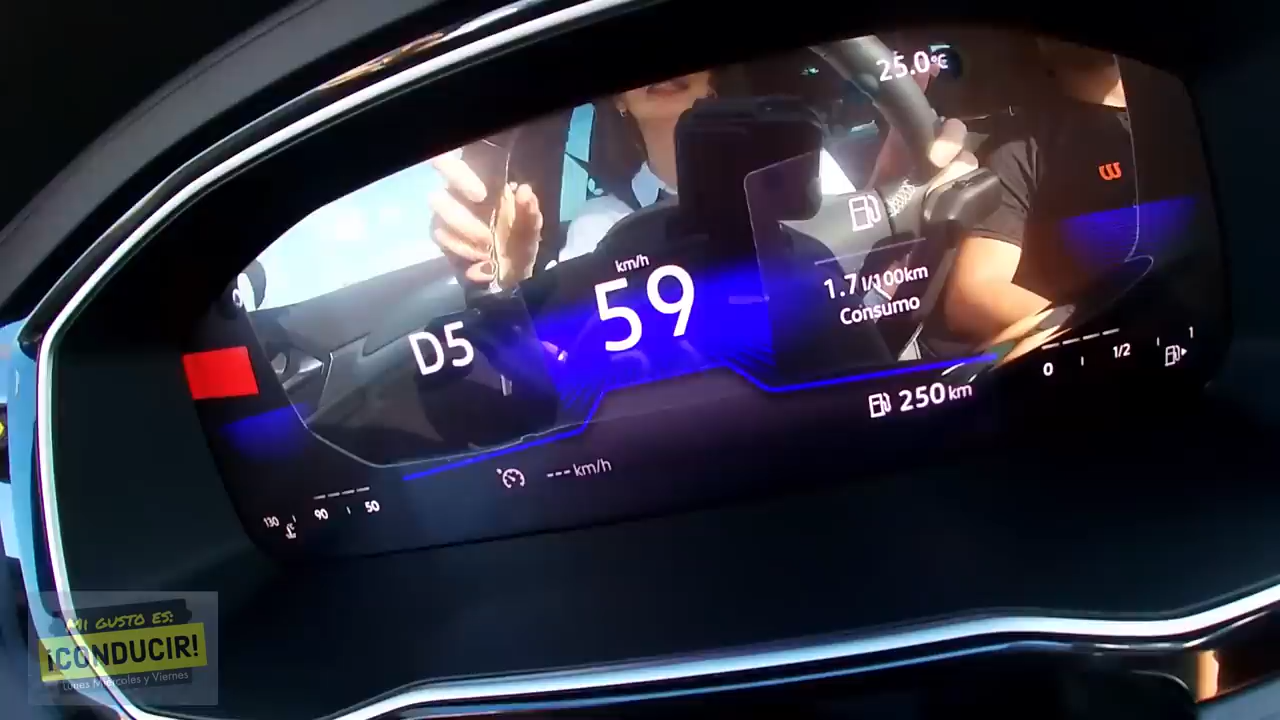 25.0°C
km/h
59
D5
1.7 l/100km
Consumo
250 km
0 1/2 1
--- km/h
130 90 50
MI GUSTO ES:
¡CONDUCIR!
Lunes Miércoles y Viernes